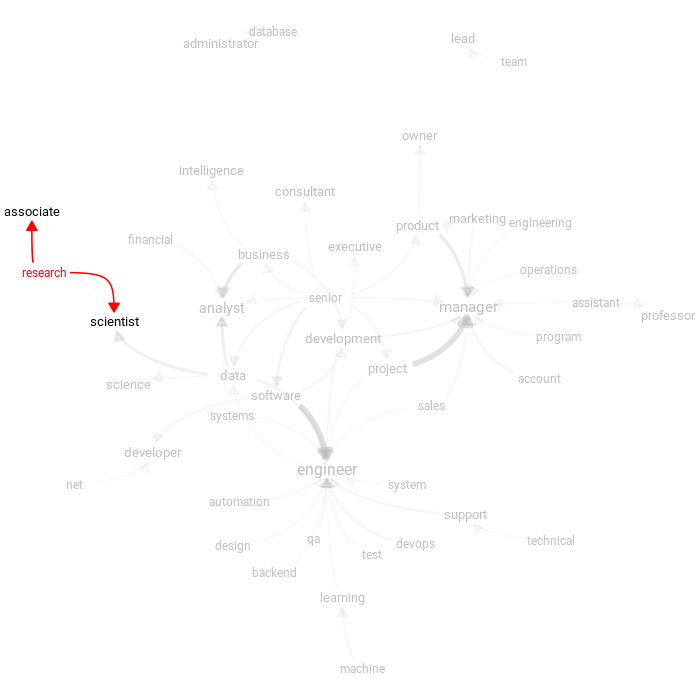 database
administrator
lead
team
owner
intelligence
consultant
associate
product
marketing
engineering
financial
business
executive
research
operations
senior
analyst
manager
assistant
professor
scientist
development
program
project
data
science
software
account
systems
sales
developer
engineer
net
system
automation
support
qa
design
devops
test
technical
backend
learning
machine